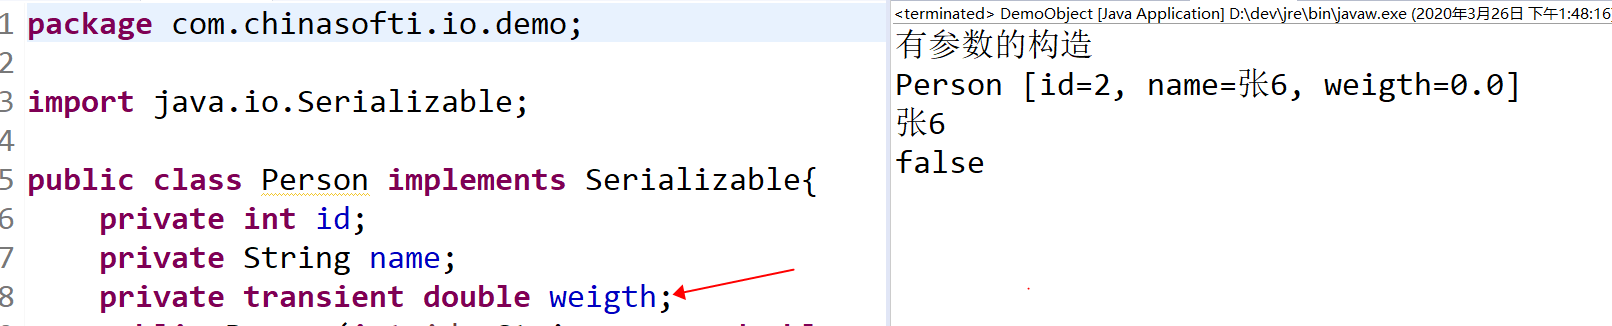 1 package com.chinasofti.io.demo;
2
3 import java.io.Serializable;
4
5 public class Person implements Serializable{
6 private int id;
7 private String name;
8 private transient double weigth;
<terminated> DemoObject [Java Application] D:\dev\jre\bin\javaw.exe (2020年3月26日 下午1:48:16
有参数的构造
Person [id=2, name=张6, weigth=0.0]
张6
false